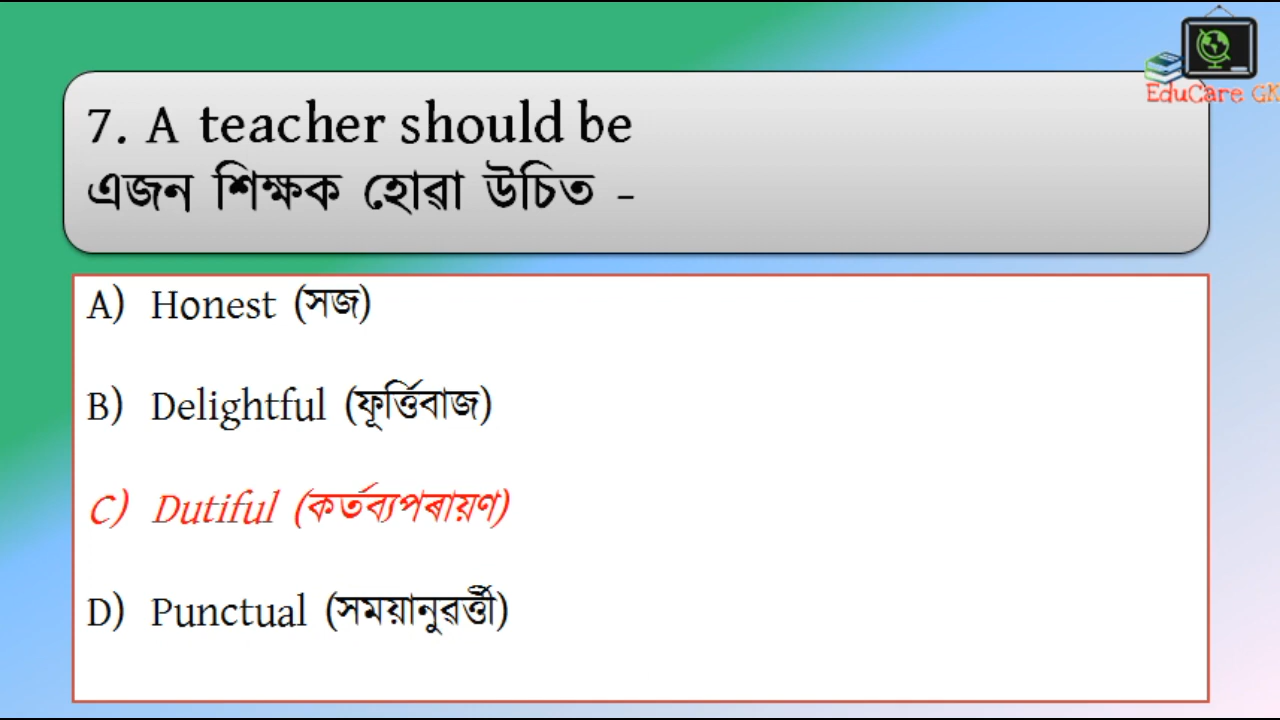 EduCare GK
7. A teacher should be
এজন শিক্ষক হোৱা উচিত -
A) Honest (সজ)
B) Delightful (ফূৰ্ত্তিবাজ)
C) Dutiful (কৰ্তব্যপৰায়ণ)
D) Punctual (সময়ানুৱৰ্ত্তী)